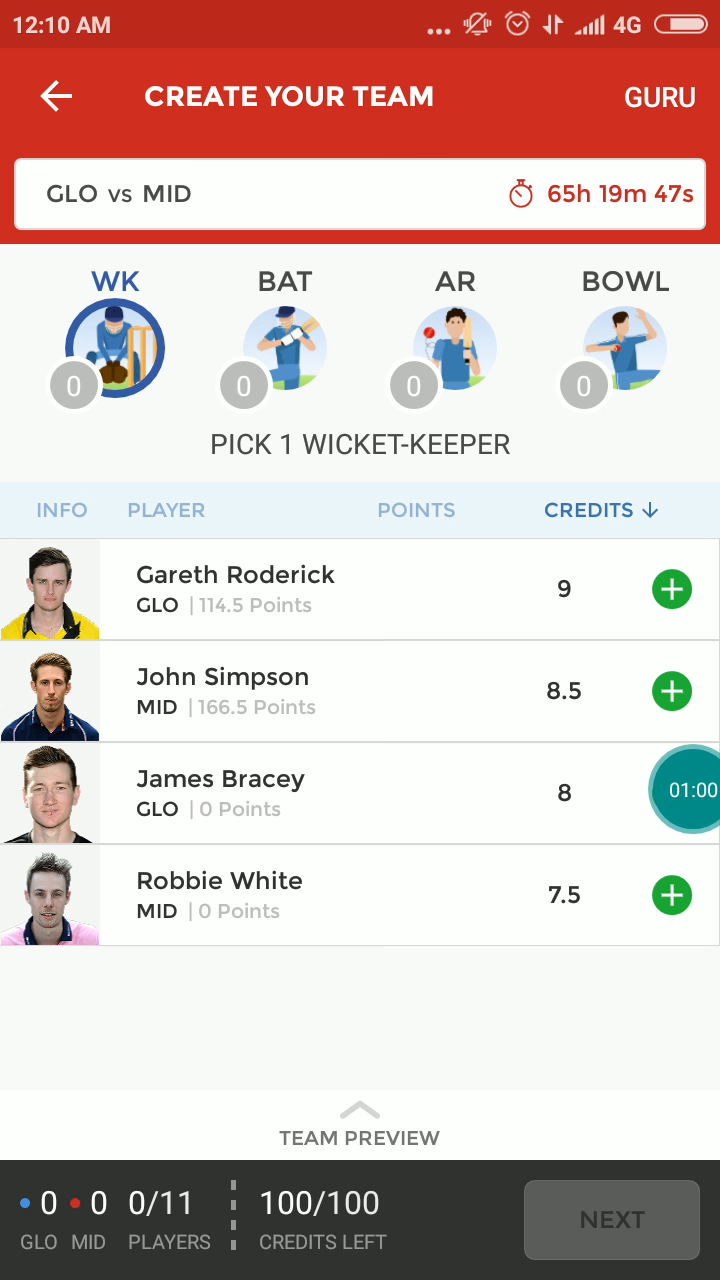 12:10 AM 4G
CREATE YOUR TEAM GURU
GLO vs MID 65h 19m 47s
WK BAT AR BOWL
0 0 0 0
PICK 1 WICKET-KEEPER
INFO PLAYER POINTS CREDITS
Gareth Roderick
GLO | 114.5 Points 9
John Simpson
MID | 166.5 Points 8.5
James Bracey
GLO | 0 Points 8 01:00
Robbie White
MID | 0 Points 7.5
TEAM PREVIEW
0 0 0/11 100/100 NEXT
GLO MID PLAYERS CREDITS LEFT